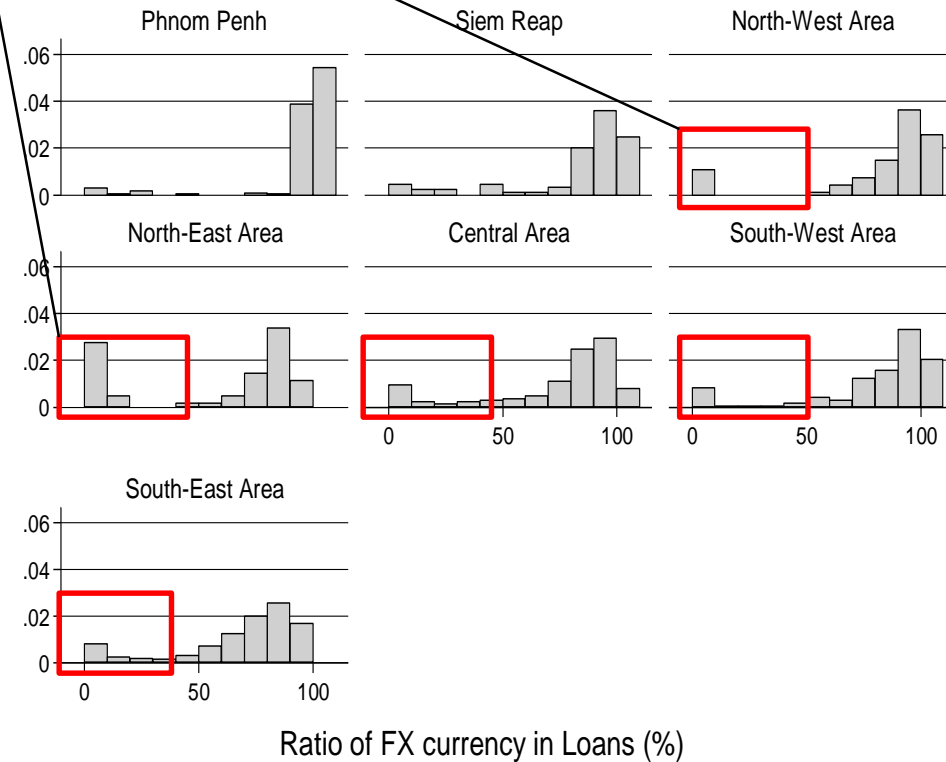 Phnom Penh Siem Reap North-West Area
.06
.04
.02
0
North-East Area Central Area South-West Area
.06
.04
.02
0
0 50 100 0 50 100
South-East Area
.06
.04
.02
0
0 50 100
Ratio of FX currency in Loans (%)